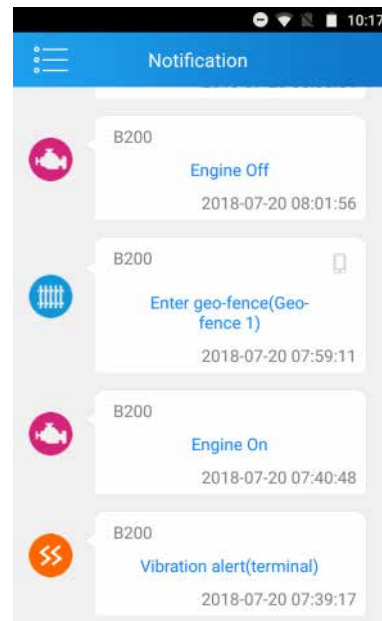 10:17
Notification
B200
Engine Off
2018-07-20 08:01:56
B200
Enter geo-fence(Geo-
fence 1)
2018-07-20 07:59:11
B200
Engine On
2018-07-20 07:40:48
B200
Vibration alert(terminal)
2018-07-20 07:39:17